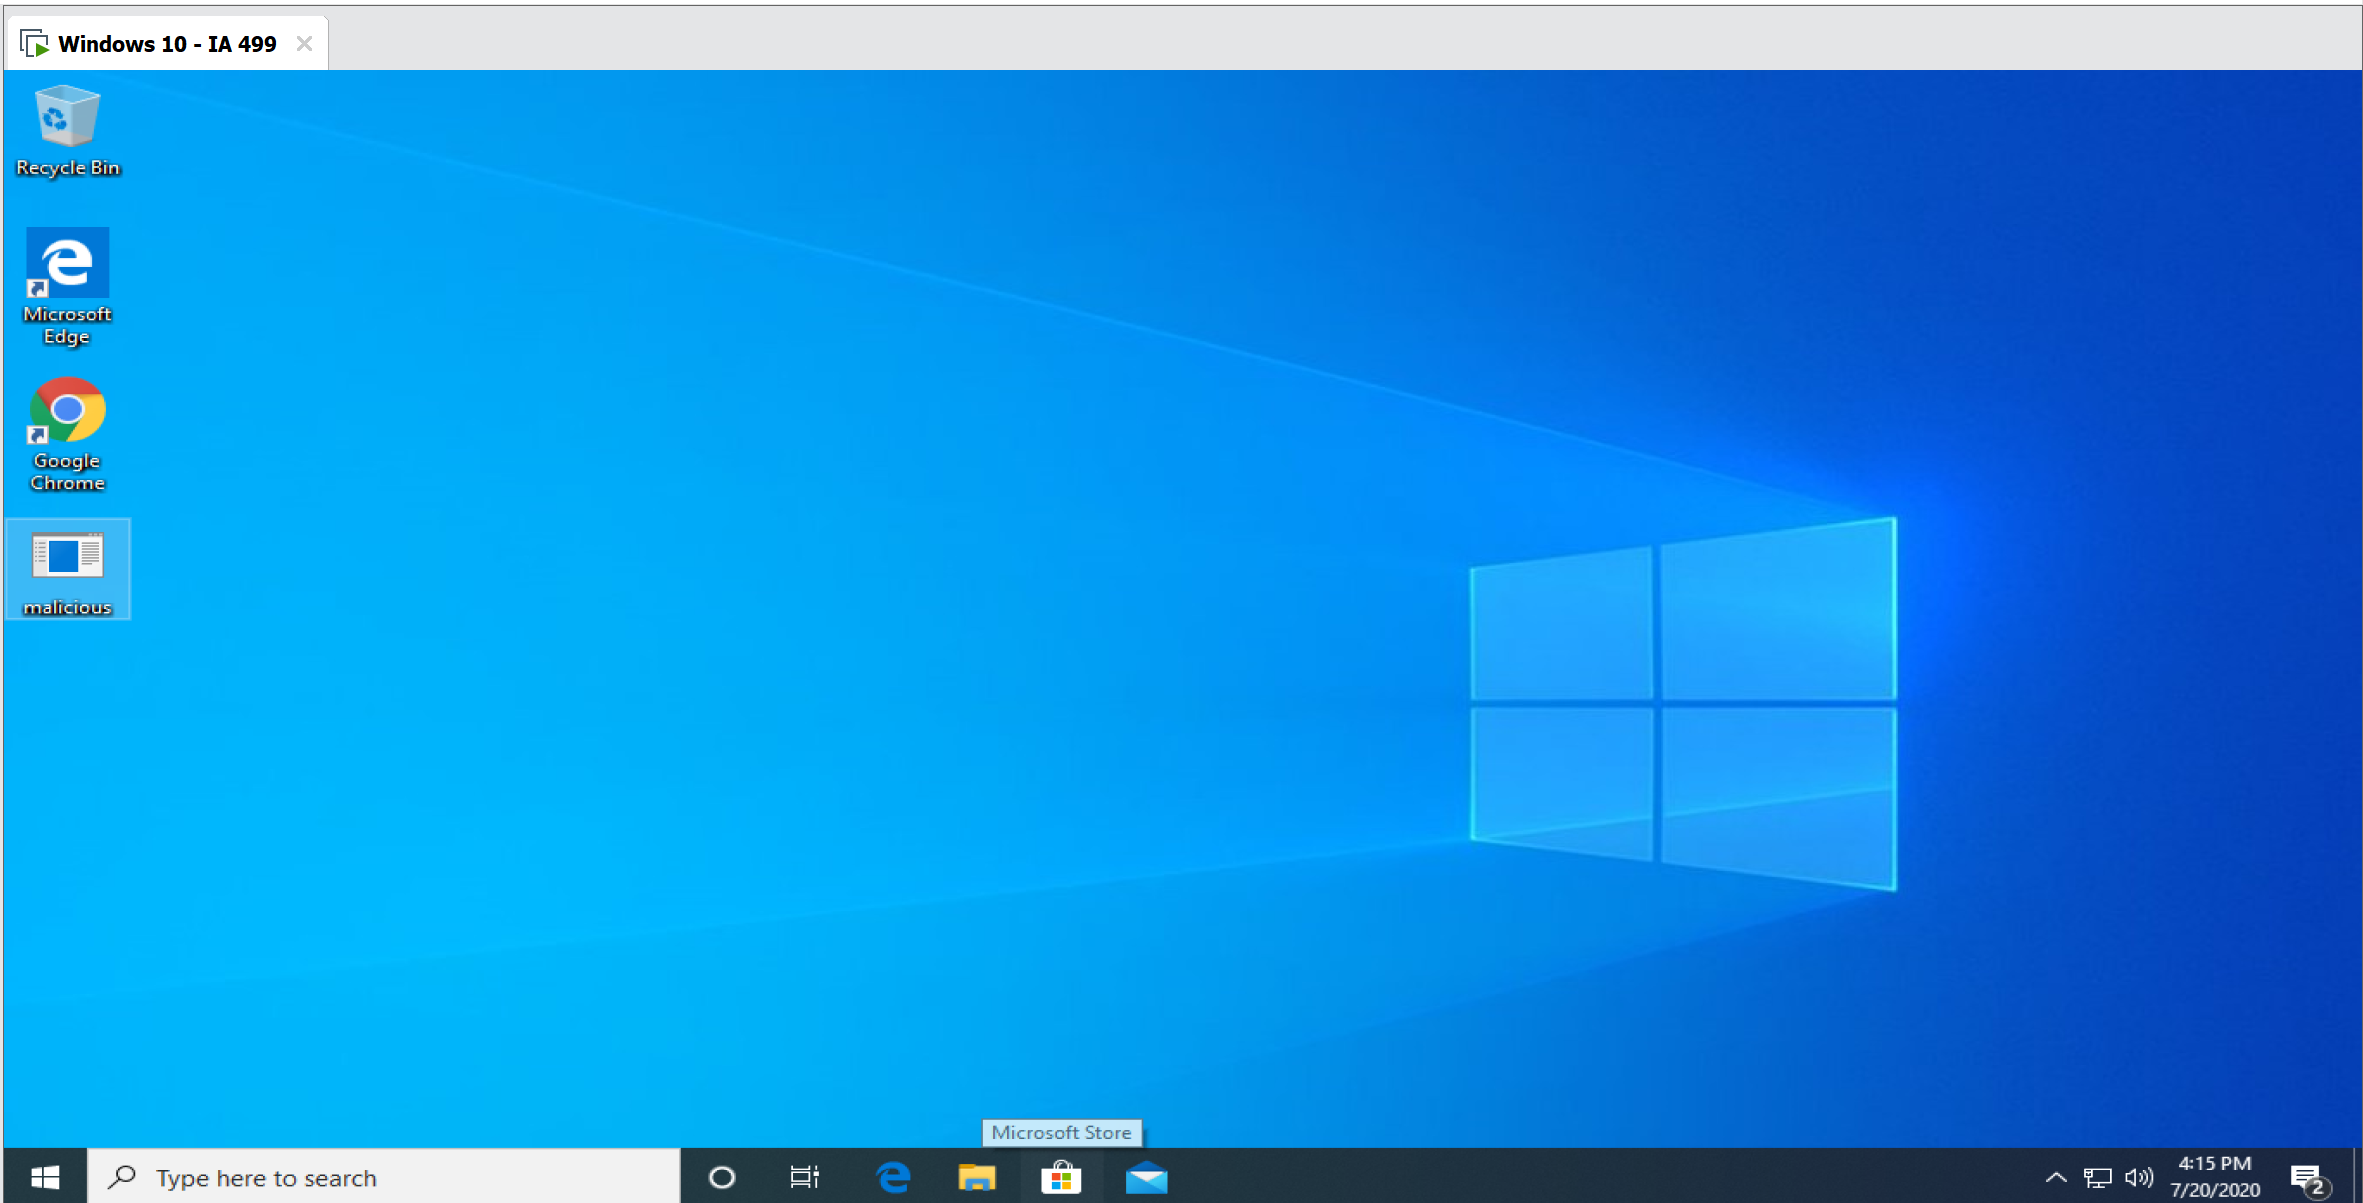 Windows 10 - IA 499
Recycle Bin
Microsoft
Edge
Google
Chrome
malicious
Microsoft Store
Type here to search
4:15 PM
7/20/2020
2